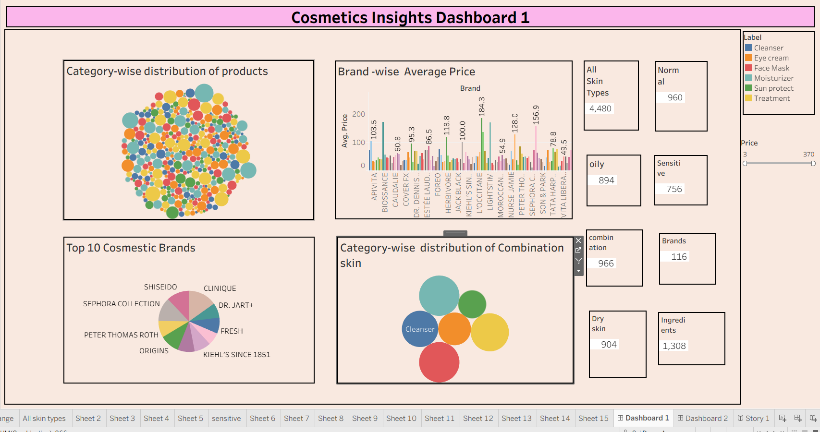 Cosmetics Insights Dashboard 1
Category-wise distribution of products
Brand -wise Average Price
Brand
Avg. Price
200
100
0
103.5
60.8
95.3
86.5
118.8
100.0
184.3
54.9
128.0
156.9
78.8
49.5
APIVITA
BIOSSANCE
CAUDALIE
COVER FX
DR. DENNIS..
ESTÉE LAUD..
FOREO
HERBIVORE
JACK BLACK
KIEHL'S SIN..
L'OCCITANE
LIGHTSTIM
MOROCCAN..
NURSE JAMIE
PETER THO..
SEPHORA C..
SON & PARK
TATA HARP..
VITA LIBERA..
All
Skin
Types
4,480
Norm
al
960
oily
894
Sensiti
ve
756
Label
Cleanser
Eye cream
Face Mask
Moisturizer
Sun protect
Treatment
Price
3
370
Top 10 Cosmestic Brands
SHISEIDO
CLINIQUE
SEPHORA COLLECTION
DR. JART+
FRESH
PETER THOMAS ROTH
ORIGINS
KIEHL'S SINCE 1851
Category-wise distribution of Combination
skin
Cleanser
combin
ation
966
Brands
116
Dry
skin
904
Ingredi
ents
1,308
ange
All skin types
Sheet 2
Sheet 3
Sheet 4
Sheet 5
sensitive
Sheet 6
Sheet 7
Sheet 8
Sheet 9
Sheet 10
Sheet 11
Sheet 12
Sheet 13
Sheet 14
Sheet 15
Dashboard 1
Dashboard 2
Story 1